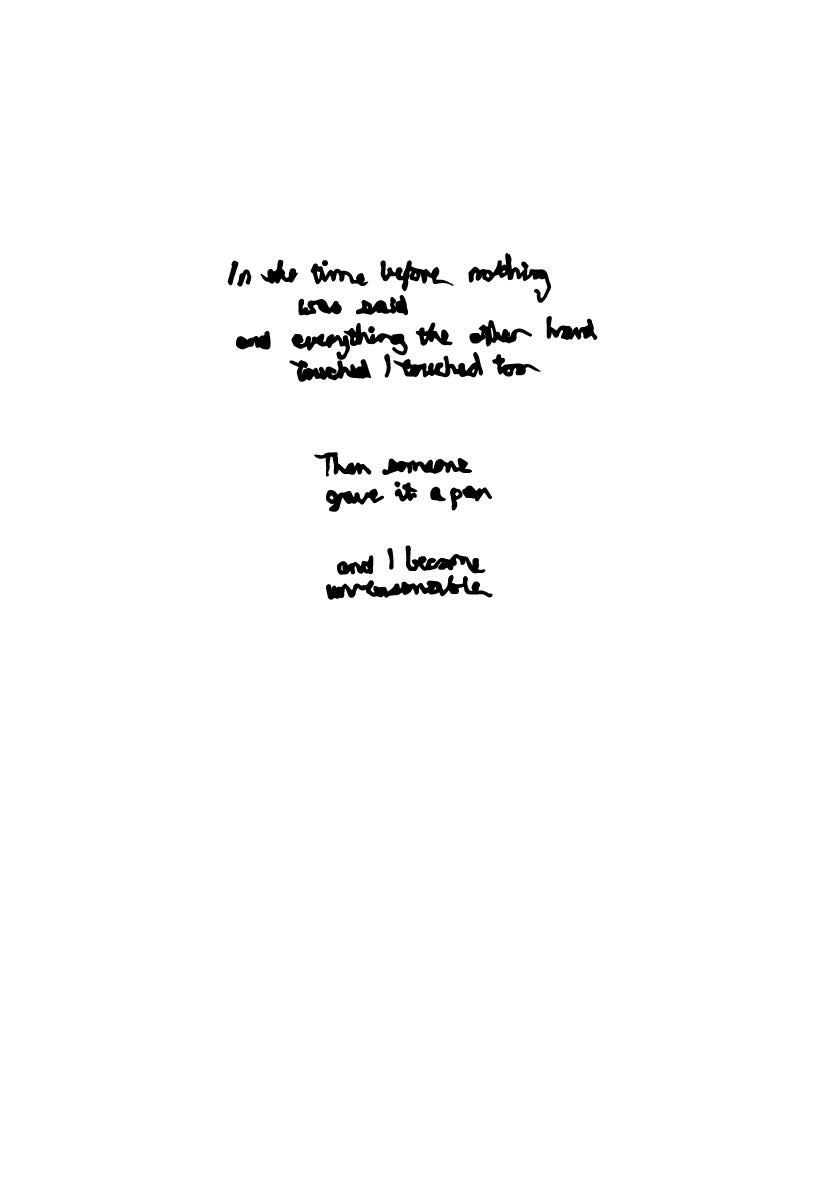 In the time before nothing
was said
and everything the other hand
touched I touched too
Then someone
gave it a pen
and I became
unreasonable